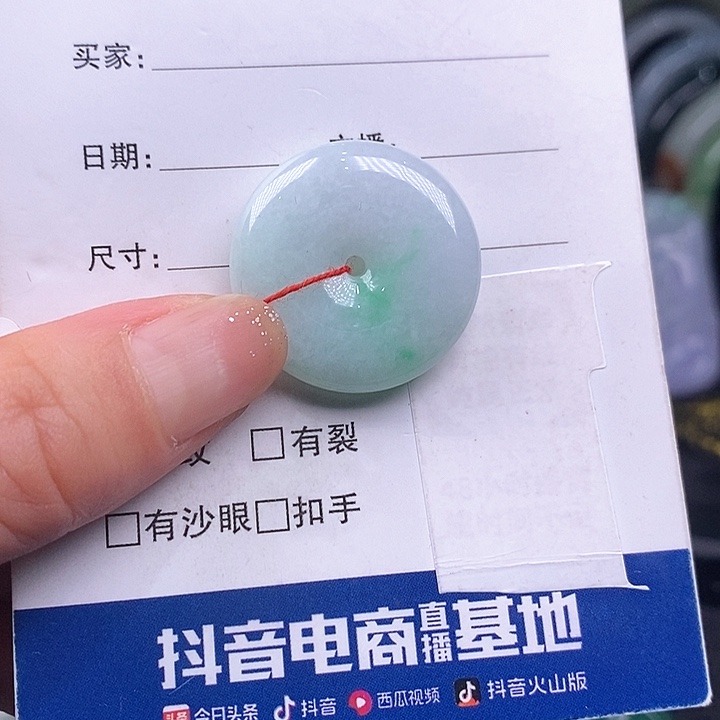 买家:
日期:
尺寸:
有裂
有沙眼 扣手
抖音电商直播基地
今日头条 抖音 西瓜视频 抖音火山版